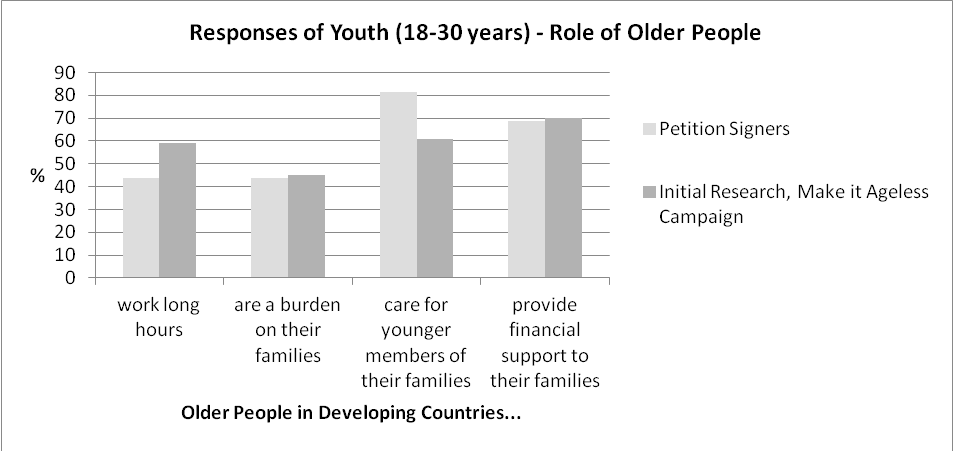 Responses of Youth (18-30 years) - Role of Older People
90
80
70
60
50
40
30
20
10
0
%
work long
hours
are a burden
on their
families
care for
younger
members of
their families
provide
financial
support to
their families
Older People in Developing Countries...
Petition Signers
Initial Research, Make it Ageless
Campaign